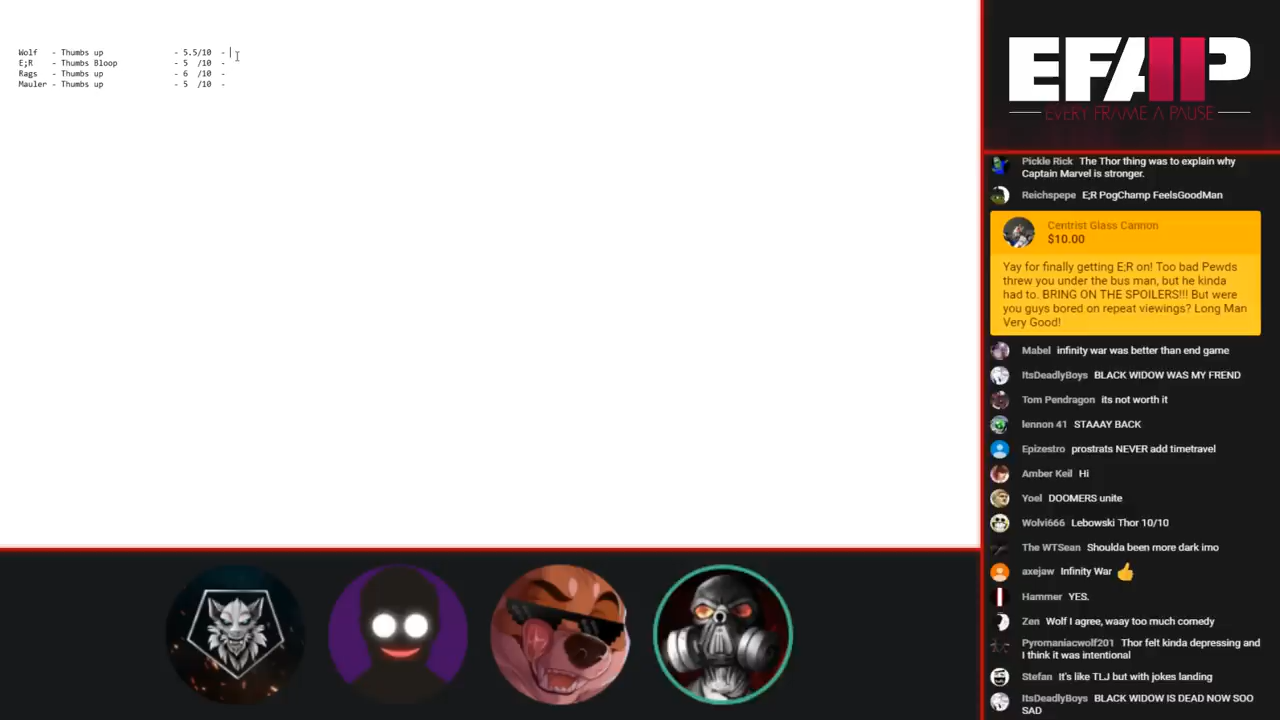 Wolf - Thumbs up - 5.5/10 -
E;R - Thumbs Bloop - 5 /10 -
Rags - Thumbs up - 6 /10 -
Mauler - Thumbs up - 5 /10 -
EFAP
EVERY FRAME A PAUSE
Pickle Rick The Thor thing was to explain why
Captain Marvel is stronger.
Reichspepe E;R PogChamp FeelsGoodMan
Centrist Glass Cannon
$10.00
Yay for finally getting E;R on! Too bad Pewds
threw you under the bus man, but he kinda
had to. BRING ON THE SPOILERS!!! But were
you guys bored on repeat viewings? Long Man
Very Good!
Mabel infinity war was better than end game
ItsDeadlyBoys BLACK WIDOW WAS MY FREND
Tom Pendragon its not worth it
lennon 41 STAAAY BACK
Epizestro prostrats NEVER add timetravel
Amber Keil Hi
Yoel DOOMERS unite
Wolvi666 Lebowski Thor 10/10
The WTSean Shoulda been more dark imo
axejaw Infinity War 👍
Hammer YES.
Zen Wolf I agree, waay too much comedy
Pyromaniacwolf201 Thor felt kinda depressing and
I think it was intentional
Stefan It's like TLJ but with jokes landing
ItsDeadlyBoys BLACK WIDOW IS DEAD NOW SOO
SAD